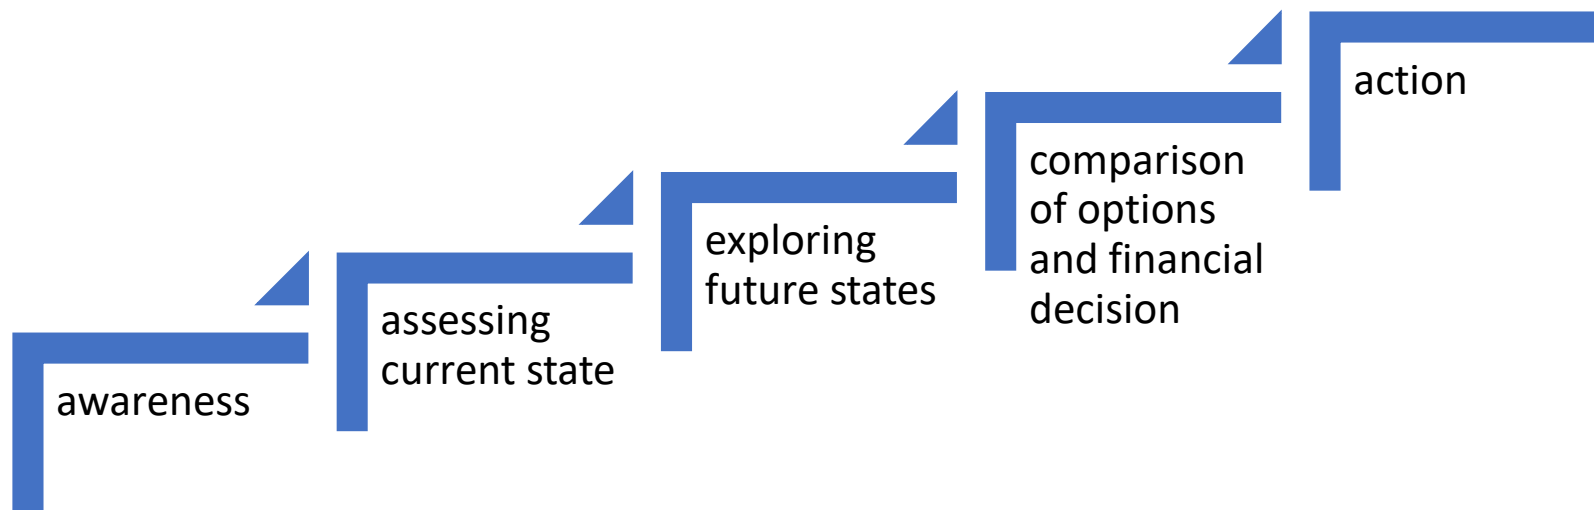 awareness
assessing
current state
exploring
future states
comparison
of options
and financial
decision
action